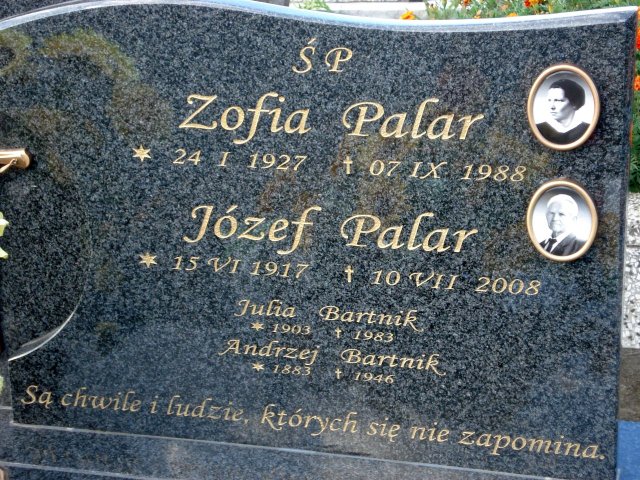 Ś P
Zofia Palar
✶ 24 I 1927 ✝ 07 IX 1988
Józef Palar
✶ 15 VI 1917 ✝ 10 VII 2008
Julia Bartnik
✶ 1903 ✝ 1983
Andrzej Bartnik
✶ 1883 ✝ 1946
Są chwile i ludzie, których się nie zapomina.